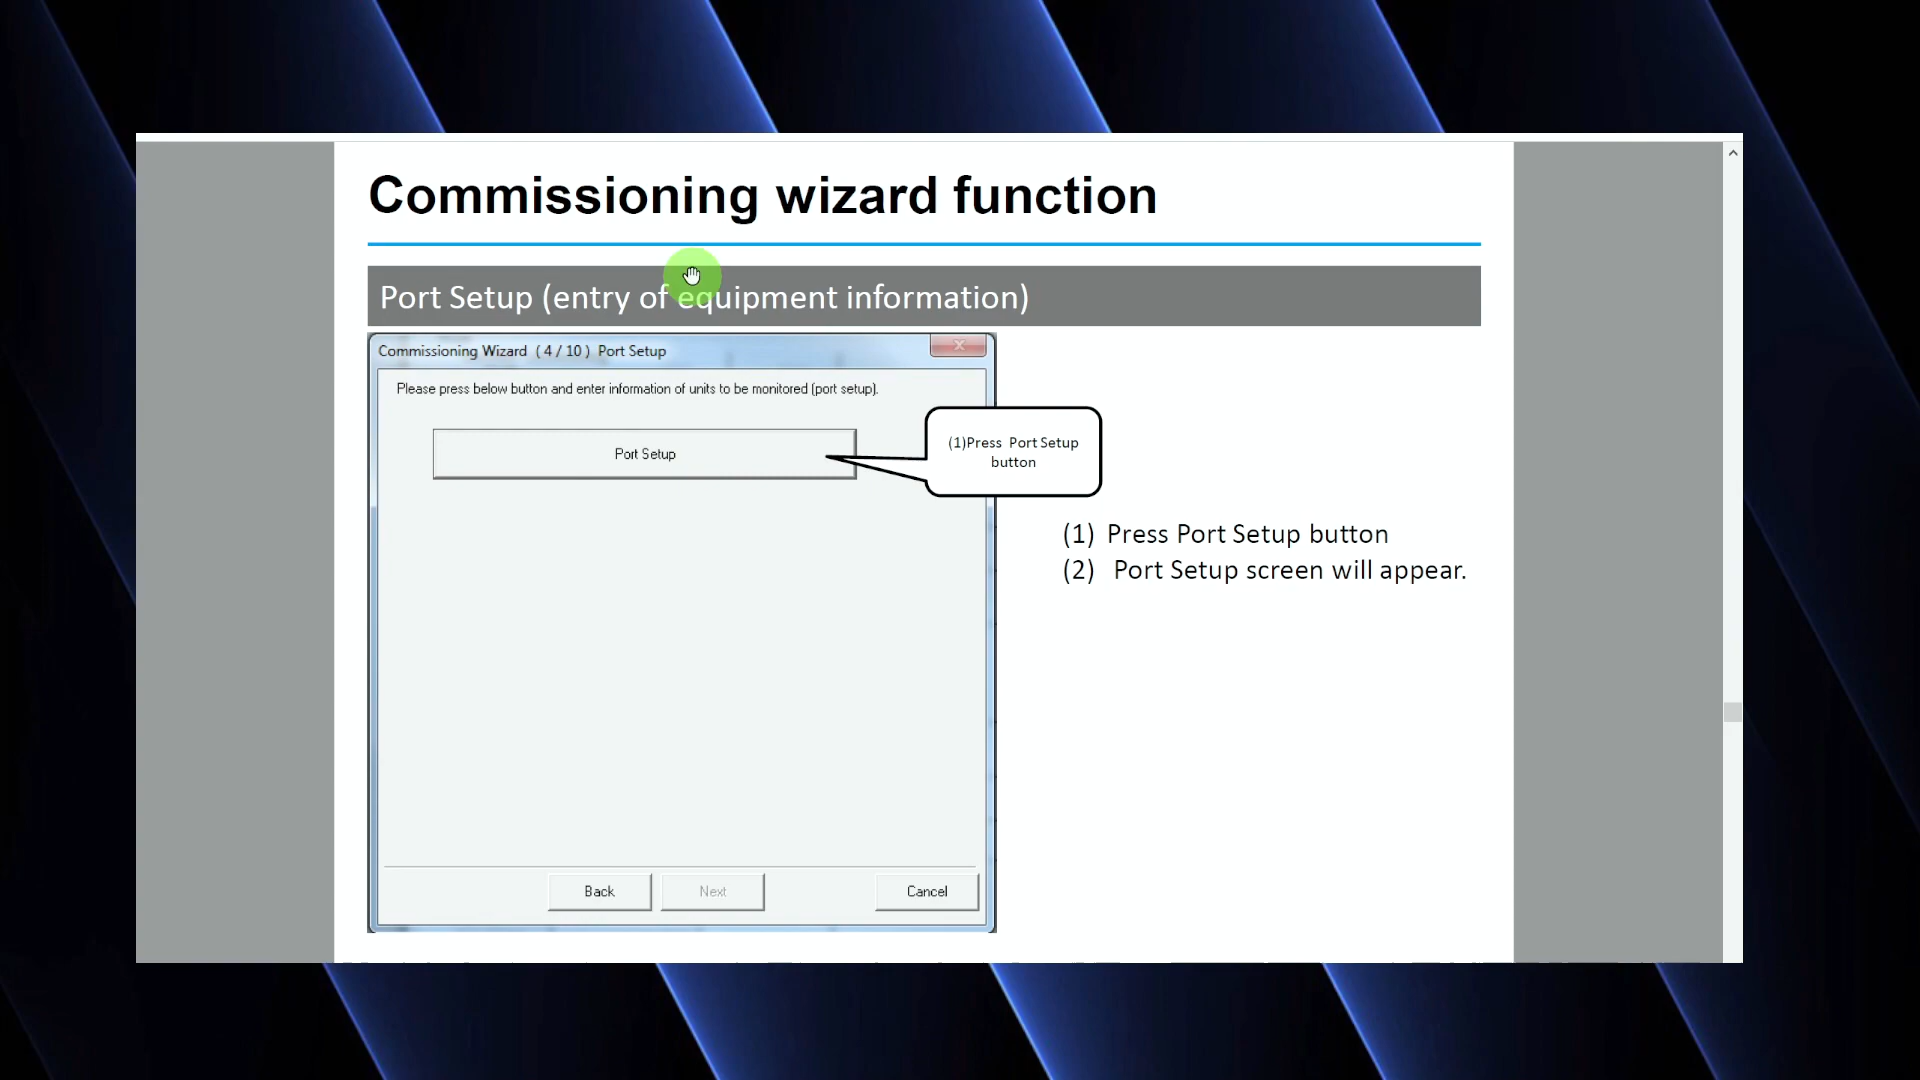 Commissioning wizard function
Port Setup (entry of equipment information)
Commissioning Wizard ( 4 / 10 ) Port Setup
X
Please press below button and enter information of units to be monitored (port setup).
Port Setup
(1)Press Port Setup
button
(1) Press Port Setup button
(2) Port Setup screen will appear.
Back
Next
Cancel